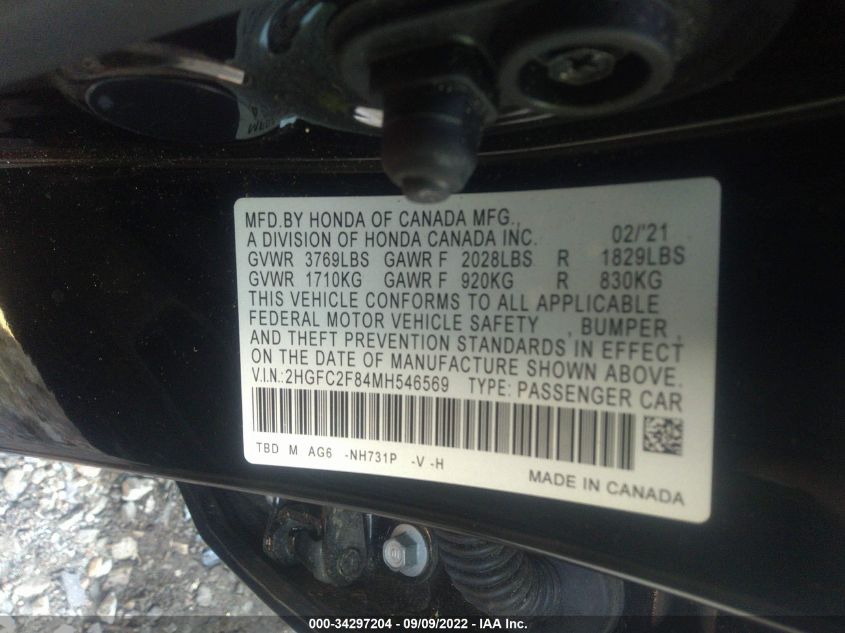 MFD.BY HONDA OF CANADA MFG.,
A DIVISION OF HONDA CANADA INC. 02/'21
GVWR 3769LBS GAWR F 2028LBS R 1829LBS
GVWR 1710KG GAWR F 920KG R 830KG
THIS VEHICLE CONFORMS TO ALL APPLICABLE
FEDERAL MOTOR VEHICLE SAFETY , BUMPER ,
AND THEFT PREVENTION STANDARDS IN EFFECT
ON THE DATE OF MANUFACTURE SHOWN ABOVE.
V.I.N.:2HGFC2F84MH546569 TYPE: PASSENGER CAR
TBD M AG6 -NH731P -V -H
MADE IN CANADA
000-34297204 - 09/09/2022 - IAA Inc.